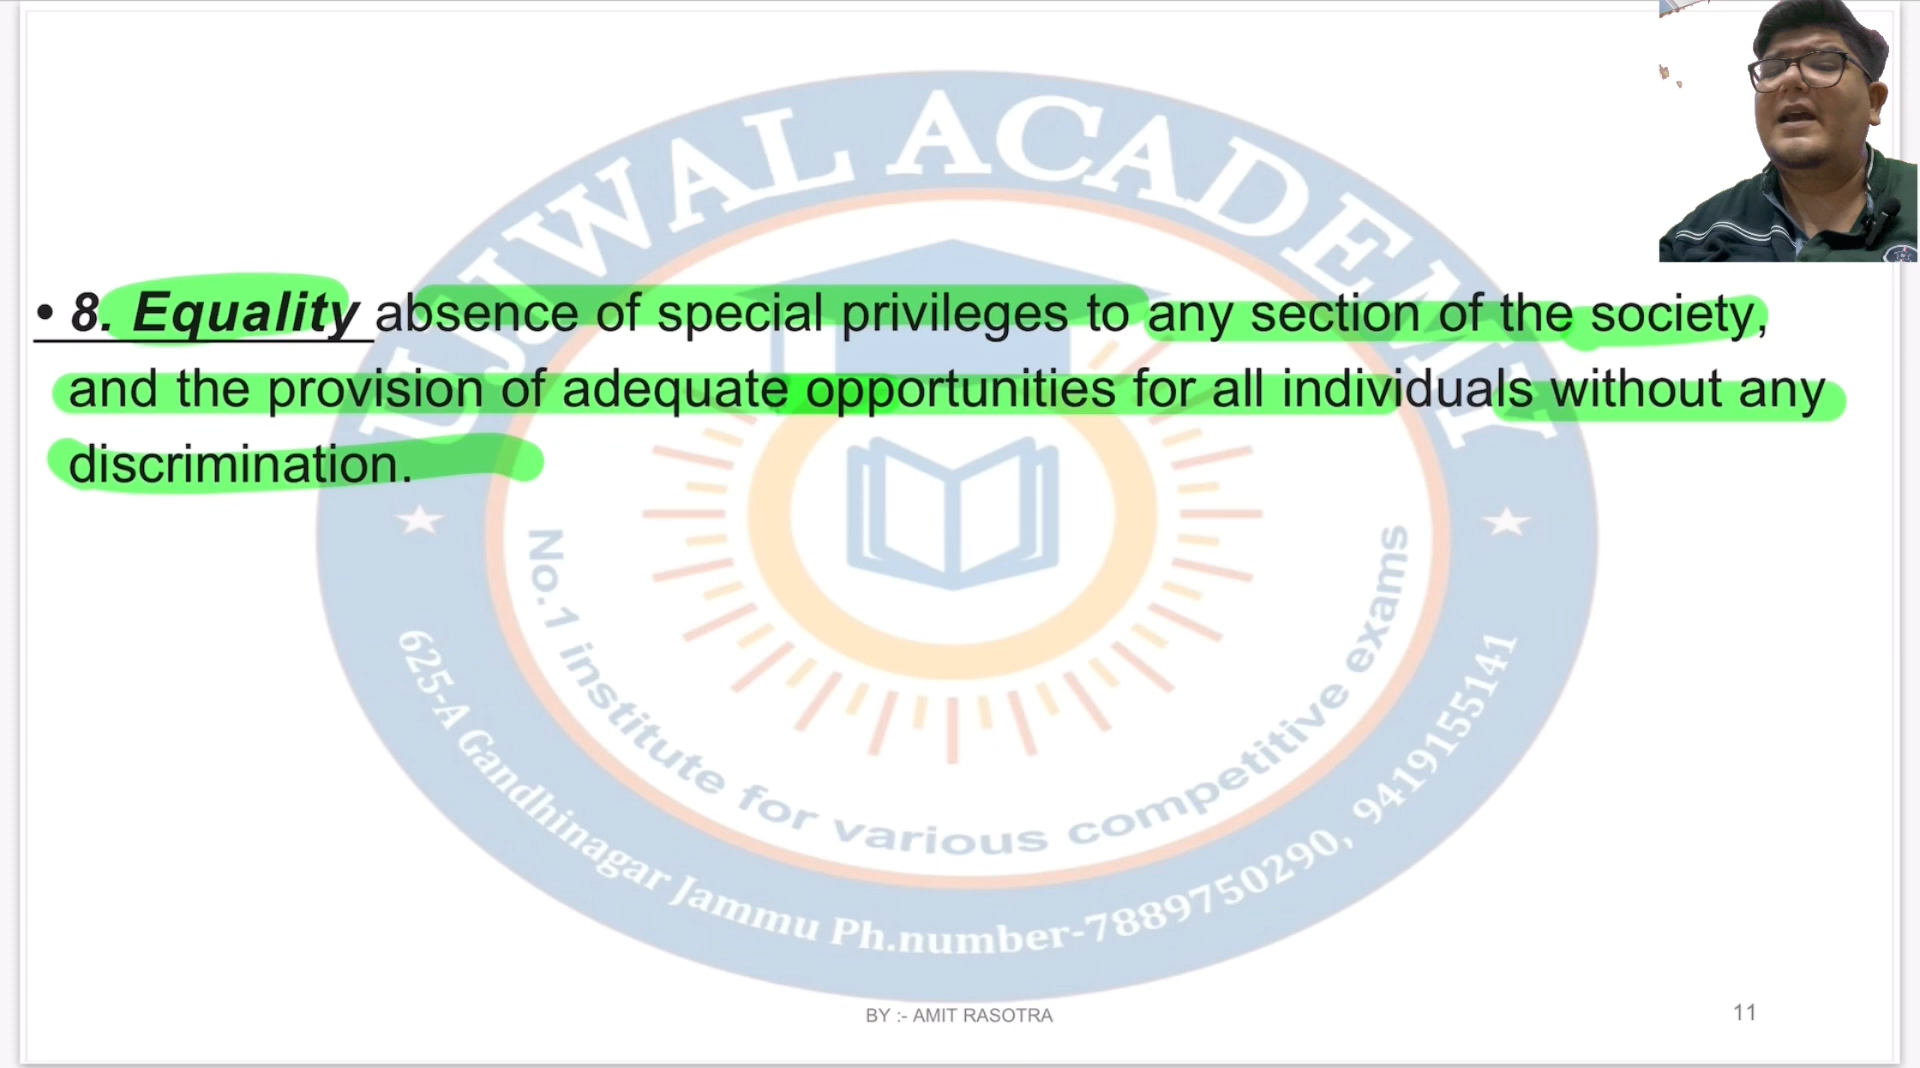 UJJWAL ACADEMY
• 8. Equality absence of special privileges to any section of the society,
and the provision of adequate opportunities for all individuals without any
discrimination.
No.1 institute for various competitive exams
625-A Gandhinagar Jammu Ph.number-7889750290, 9419155141
BY :- AMIT RASOTRA
11